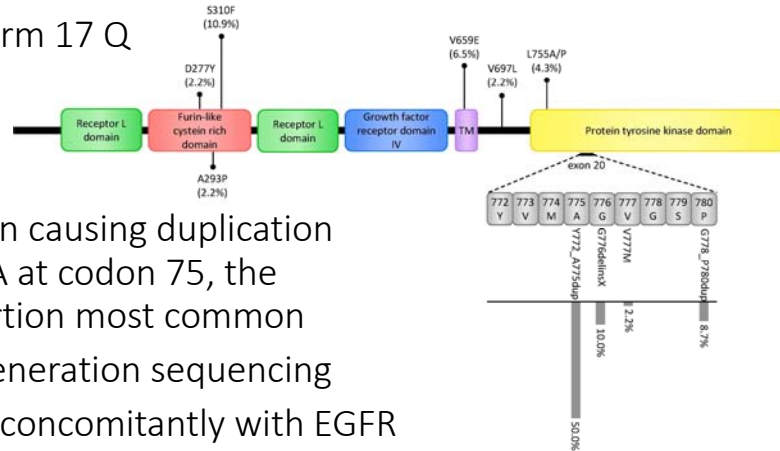 rm 17 Q
S310F
(10.9%)
D277Y
(2.2%)
V659E
(6.5%)
V697L
(2.2%)
L755A/P
(4.3%)
Receptor L
domain
Furin-like
cystein rich
domain
Receptor L
domain
Growth factor
receptor domain
IV
TM
Protein tyrosine kinase domain
A293P
(2.2%)
exon 20
772 773 774 775 776 777 778 779 780
Y V M A G V G S P
Y772_A775dup
G776delinsX
V777M
G778_P780dup
50.0%
10.0%
2.2%
8.7%
n causing duplication
A at codon 75, the
rtion most common
eneration sequencing
concomitantly with EGFR